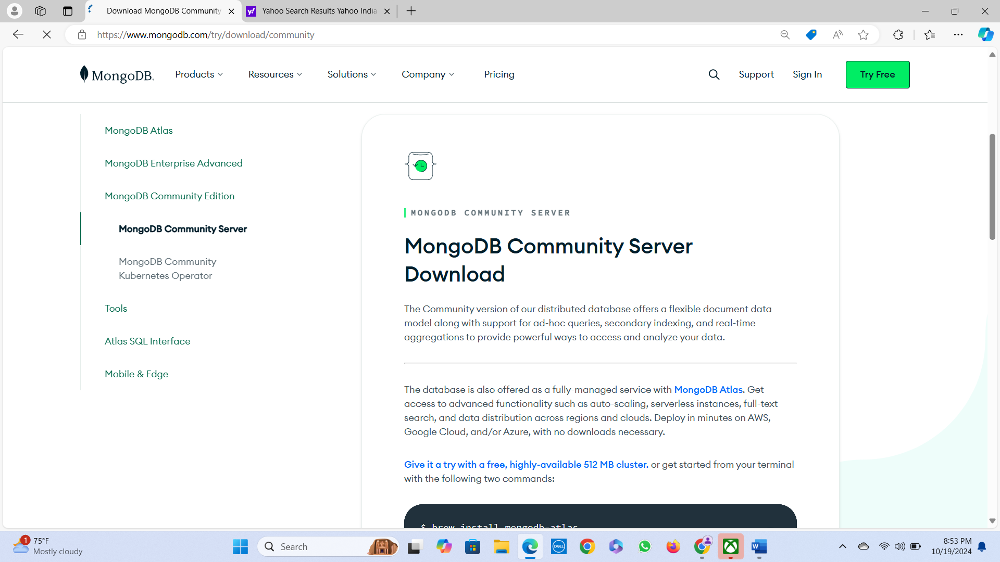 Download MongoDB Community
Yahoo Search Results Yahoo India
https://www.mongodb.com/try/download/community
MongoDB.
Products
Resources
Solutions
Company
Pricing
Support
Sign In
Try Free
MongoDB Atlas
MongoDB Enterprise Advanced
MongoDB Community Edition
MongoDB Community Server
MongoDB Community
Kubernetes Operator
Tools
Atlas SQL Interface
Mobile & Edge
MONGODB COMMUNITY SERVER
MongoDB Community Server
Download
The Community version of our distributed database offers a flexible document data
model along with support for ad-hoc queries, secondary indexing, and real-time
aggregations to provide powerful ways to access and analyze your data.
The database is also offered as a fully-managed service with MongoDB Atlas. Get
access to advanced functionality such as auto-scaling, serverless instances, full-text
search, and data distribution across regions and clouds. Deploy in minutes on AWS,
Google Cloud, and/or Azure, with no downloads necessary.
Give it a try with a free, highly-available 512 MB cluster. or get started from your terminal
with the following two commands:
$ brew install mongodb-atlas
1
75°F
Mostly cloudy
Search
DELL
W
8:53 PM
10/19/2024